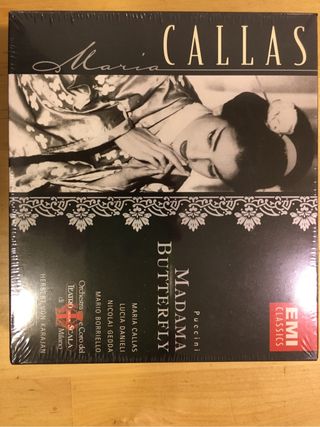 Maria CALLAS
Puccini
MADAMA
BUTTERFLY
MARIA CALLAS
LUCIA DANIELI
NICOLAI GEDDA
MARIO BORRIELLO
Orchestra e Coro del
TEATRO ALLA SCALA
di Milano
HERBERT VON KARAJAN
EMI
CLASSICS